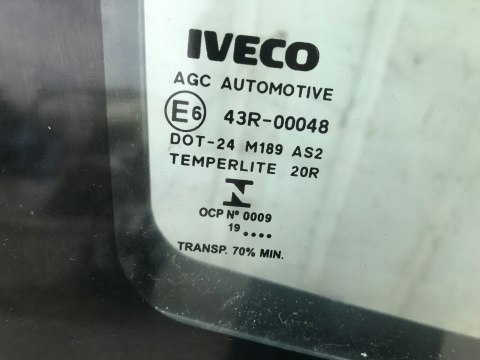 IVECO
AGC AUTOMOTIVE
E6 43R-00048
DOT-24 M189 AS2
TEMPERLITE 20R
OCP Nº 0009
19 ....
TRANSP. 70% MIN.